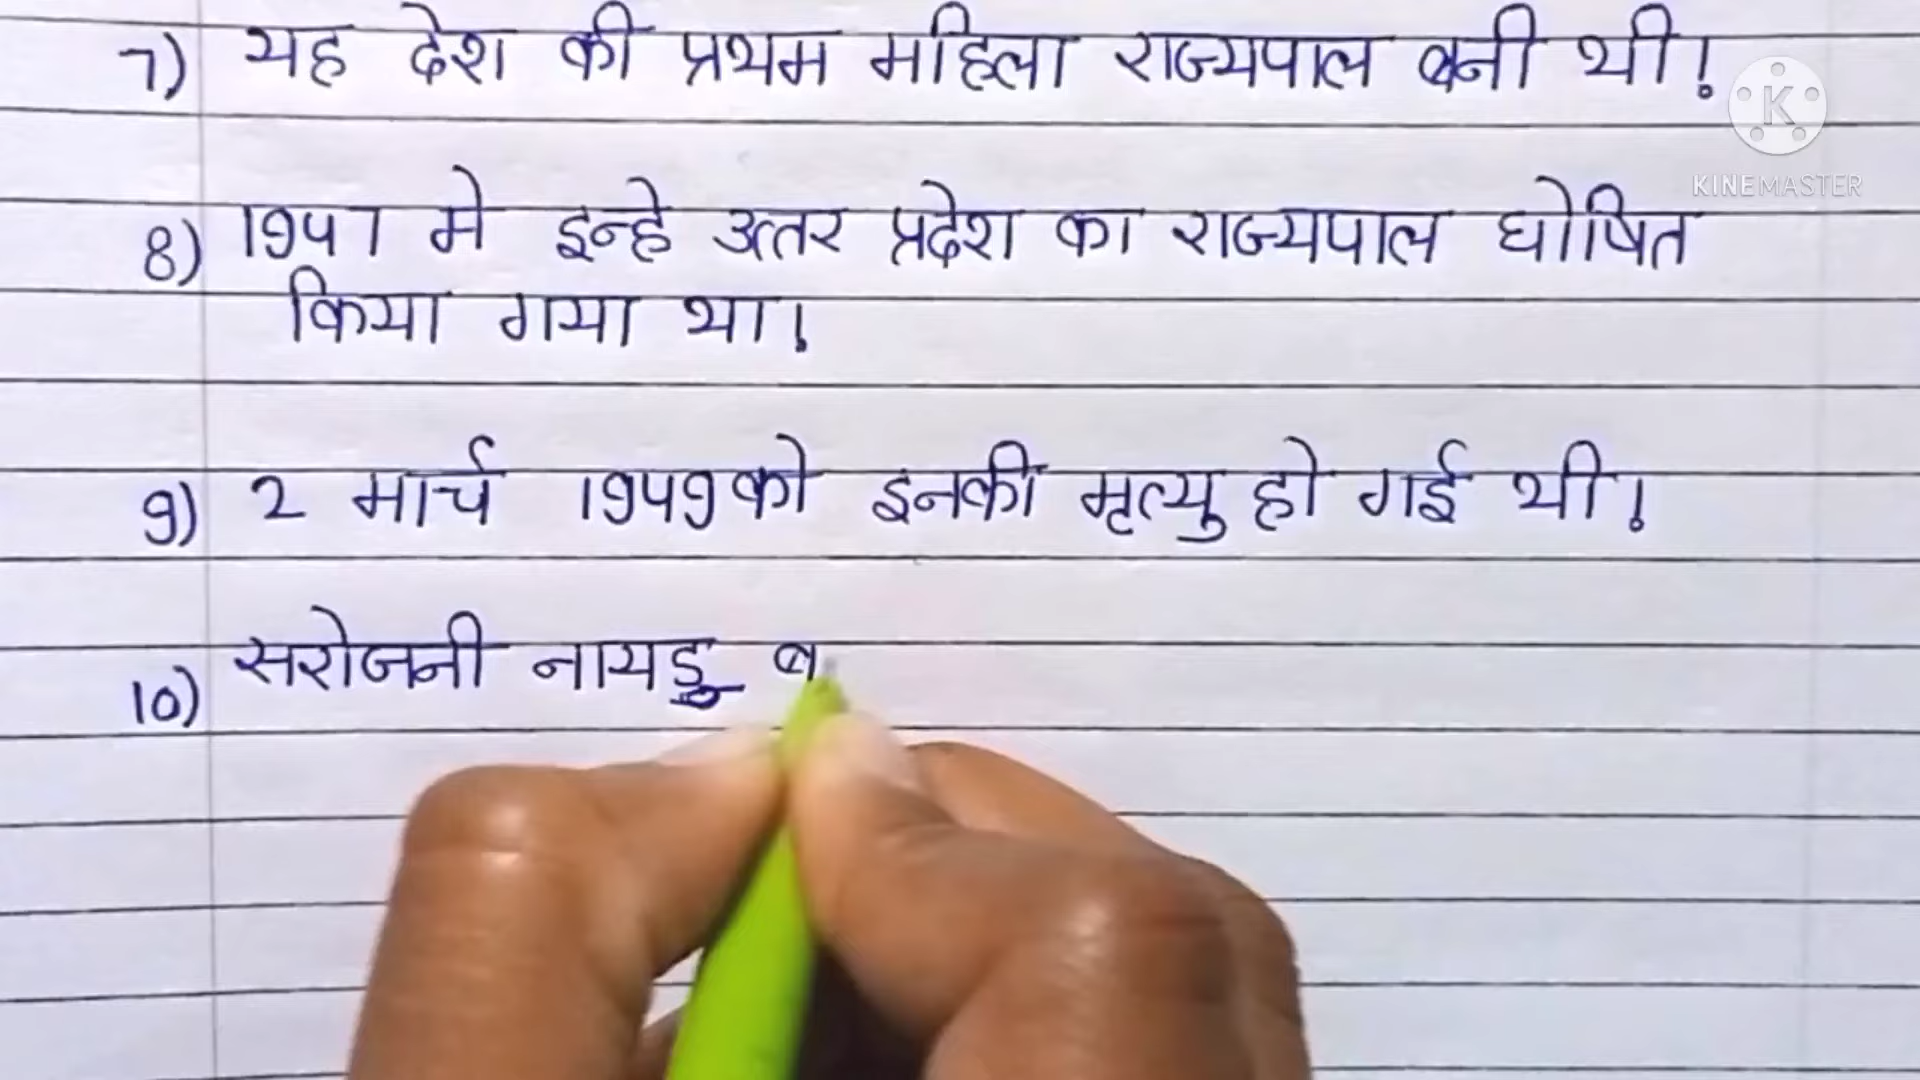 7) यह देश की प्रथम महिला राज्यपाल बनी थी!
KINEMASTER
8) 1947 मे इन्हे उत्तर प्रदेश का राज्यपाल घोषित
किया गया था!
9) 2 मार्च 1949 को इनकी मृत्यु हो गई थी!
10) सरोजनी नायडु ब